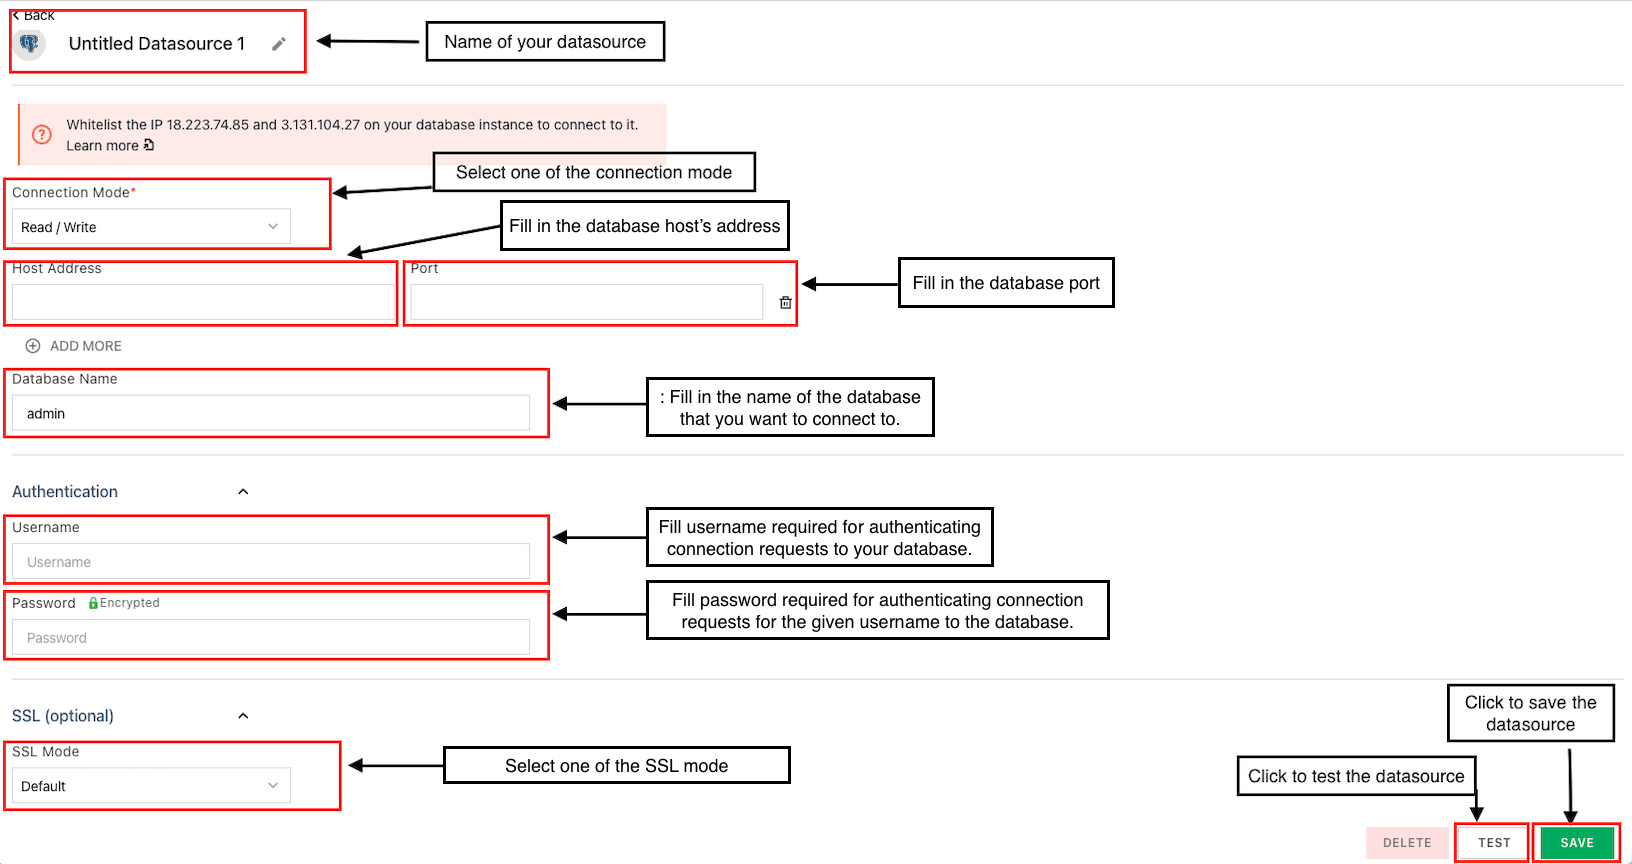 Back
Untitled Datasource 1
Name of your datasource
Whitelist the IP 18.223.74.85 and 3.131.104.27 on your database instance to connect to it.
Learn more
Select one of the connection mode
Connection Mode*
Read / Write
Fill in the database host's address
Host Address
Port
Fill in the database port
ADD MORE
Database Name
admin
: Fill in the name of the database
that you want to connect to.
Authentication
Username
Username
Fill username required for authenticating
connection requests to your database.
Password Encrypted
Password
Fill password required for authenticating connection
requests for the given username to the database.
SSL (optional)
SSL Mode
Default
Select one of the SSL mode
Click to save the
datasource
Click to test the datasource
DELETE
TEST
SAVE